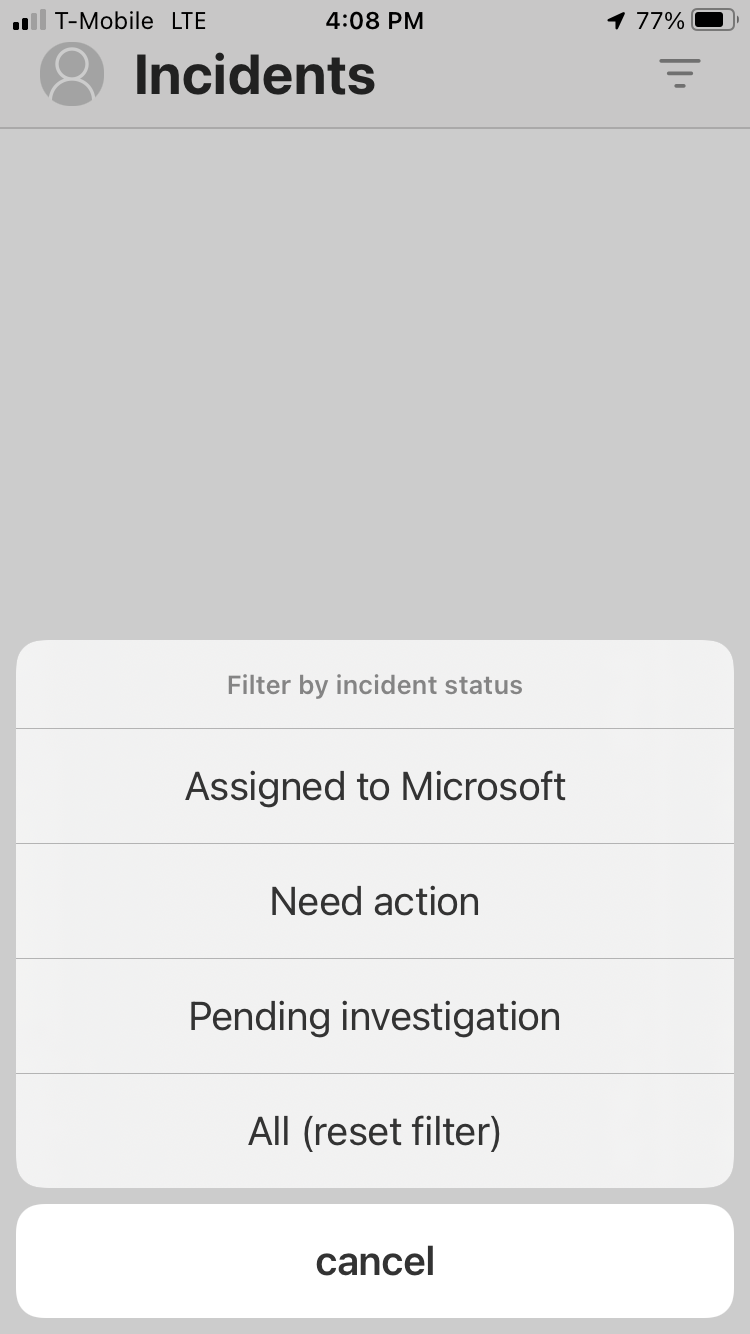 T-Mobile LTE 4:08 PM 77%
Incidents
Filter by incident status
Assigned to Microsoft
Need action
Pending investigation
All (reset filter)
cancel